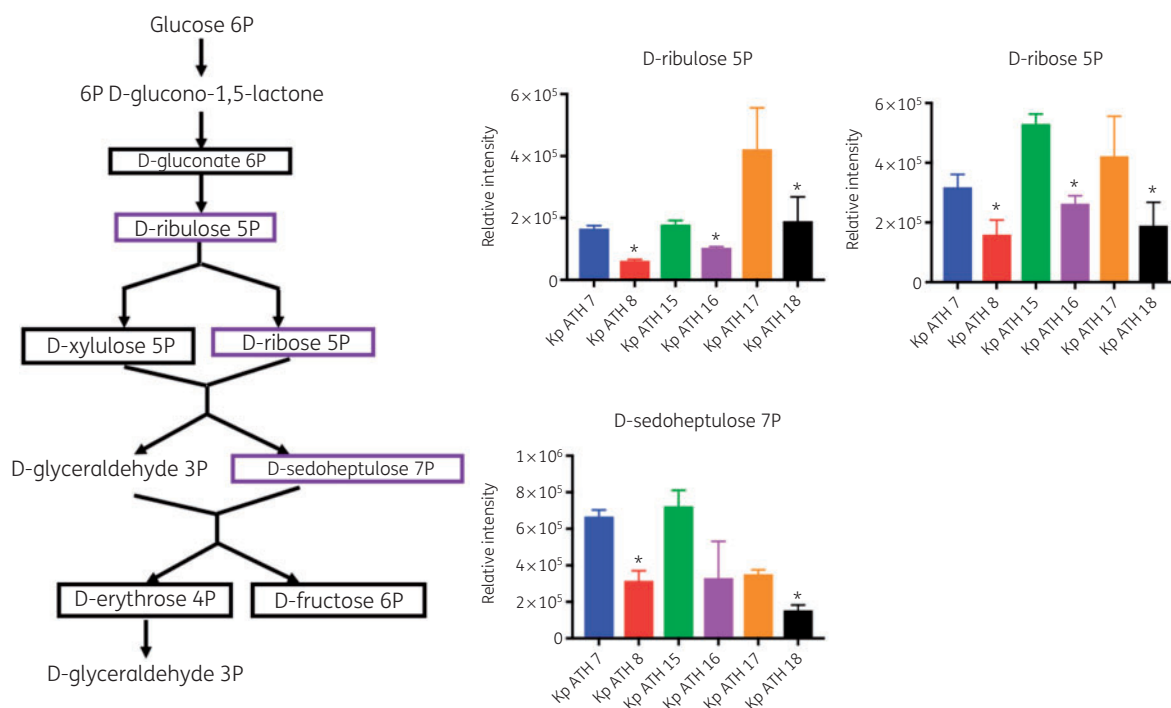 Glucose 6P
6P D-glucono-1,5-lactone
D-gluconate 6P
D-ribulose 5P
D-xylulose 5P
D-ribose 5P
D-glyceraldehyde 3P
D-sedoheptulose 7P
D-erythrose 4P
D-fructose 6P
D-glyceraldehyde 3P
D-ribulose 5P
Relative intensity
6×10⁵
4×10⁵
2×10⁵
0
*
*
*
Kp ATH 7
Kp ATH 8
Kp ATH 15
Kp ATH 16
Kp ATH 17
Kp ATH 18
D-ribose 5P
Relative intensity
6×10⁵
4×10⁵
2×10⁵
0
*
*
*
Kp ATH 7
Kp ATH 8
Kp ATH 15
Kp ATH 16
Kp ATH 17
Kp ATH 18
D-sedoheptulose 7P
Relative intensity
1×10⁶
8×10⁵
6×10⁵
4×10⁵
2×10⁵
0
*
*
Kp ATH 7
Kp ATH 8
Kp ATH 15
Kp ATH 16
Kp ATH 17
Kp ATH 18